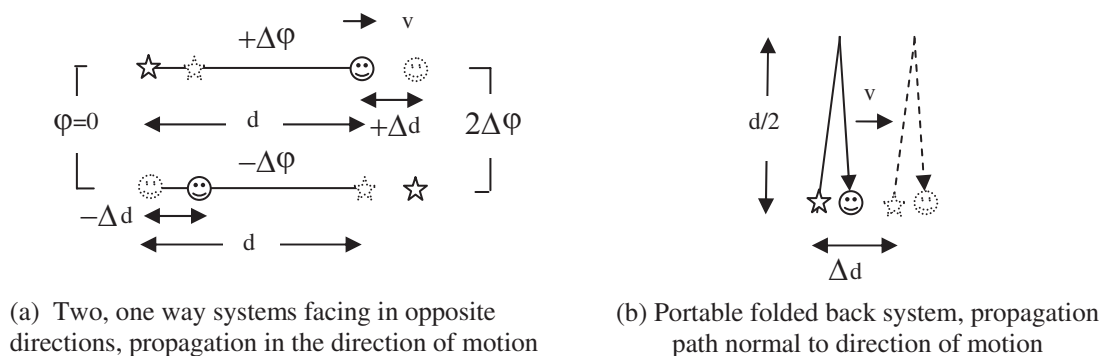 v
+Δφ
φ=0
d
+Δd
2Δφ
−Δφ
−Δd
d
(a) Two, one way systems facing in opposite
directions, propagation in the direction of motion
d/2
v
Δd
(b) Portable folded back system, propagation
path normal to direction of motion